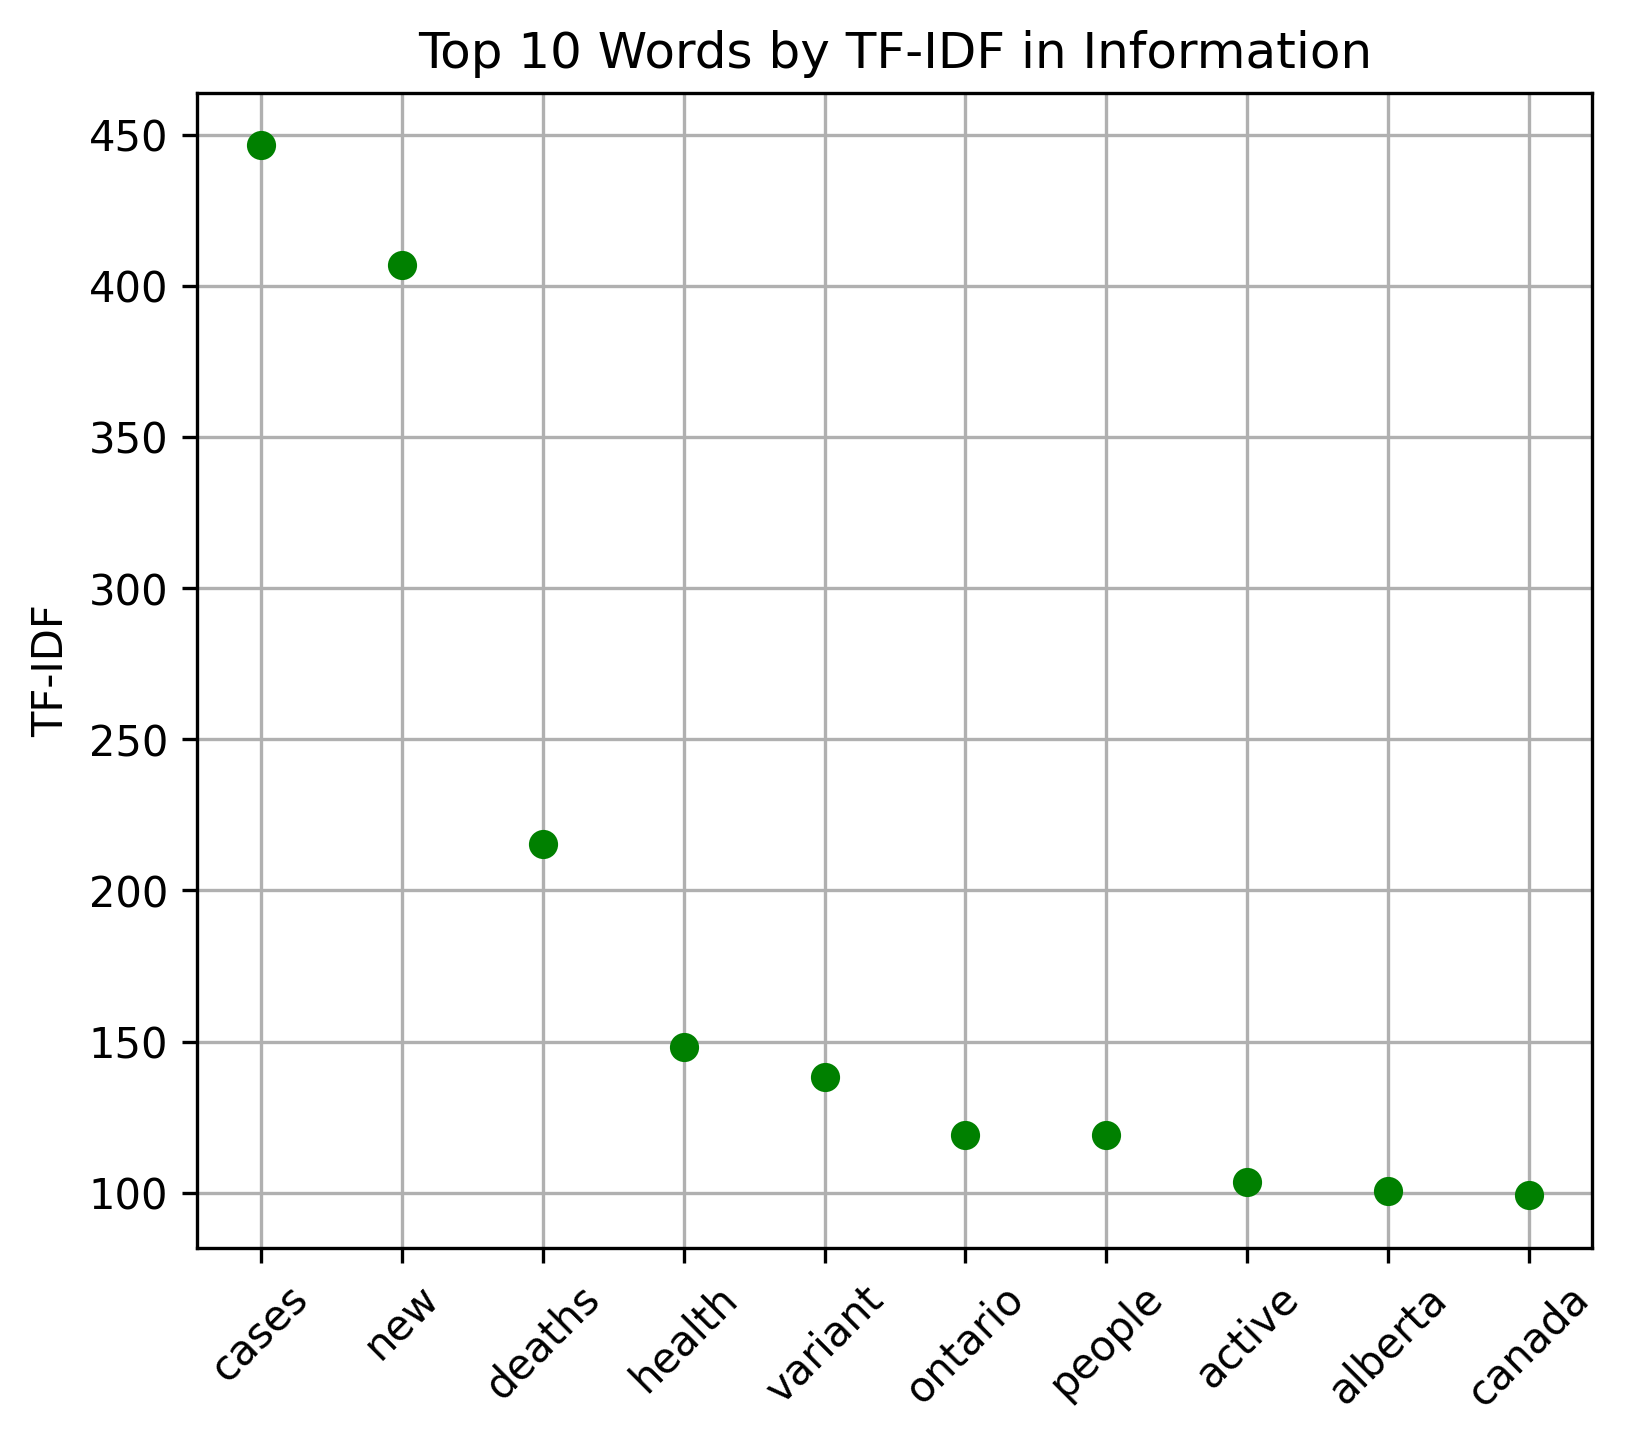 Top 10 Words by TF-IDF in Information
TF-IDF
450
400
350
300
250
200
150
100
cases
new
deaths
health
variant
ontario
people
active
alberta
canada